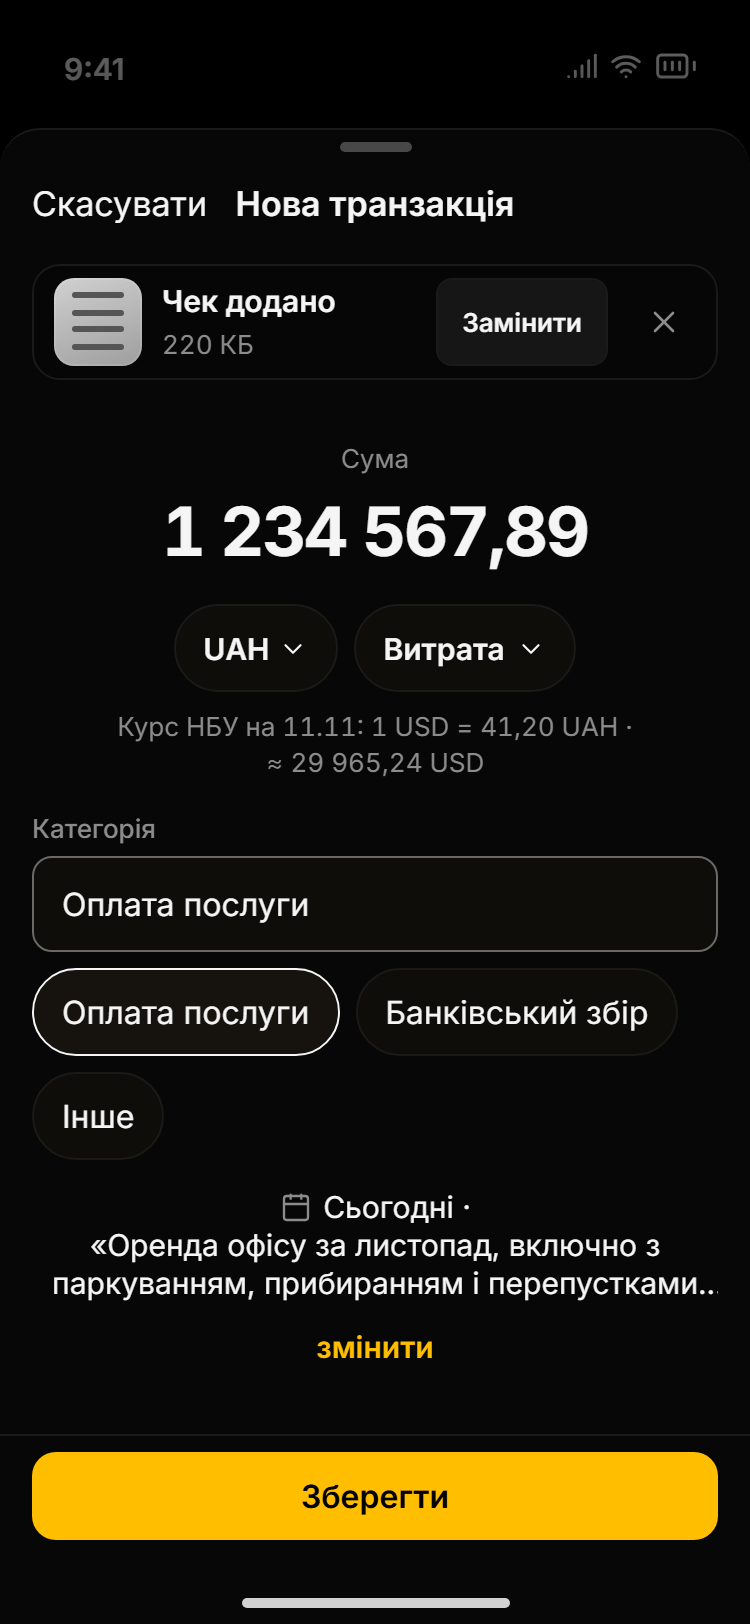 9:41
Скасувати Нова транзакція
Чек додано
220 КБ
Замінити
Сума
1 234 567,89
UAH
Витрата
Курс НБУ на 11.11: 1 USD = 41,20 UAH ·
≈ 29 965,24 USD
Категорія
Оплата послуги
Оплата послуги
Банківський збір
Інше
Сьогодні ·
«Оренда офісу за листопад, включно з
паркуванням, прибиранням і перепустками...
змінити
Зберегти